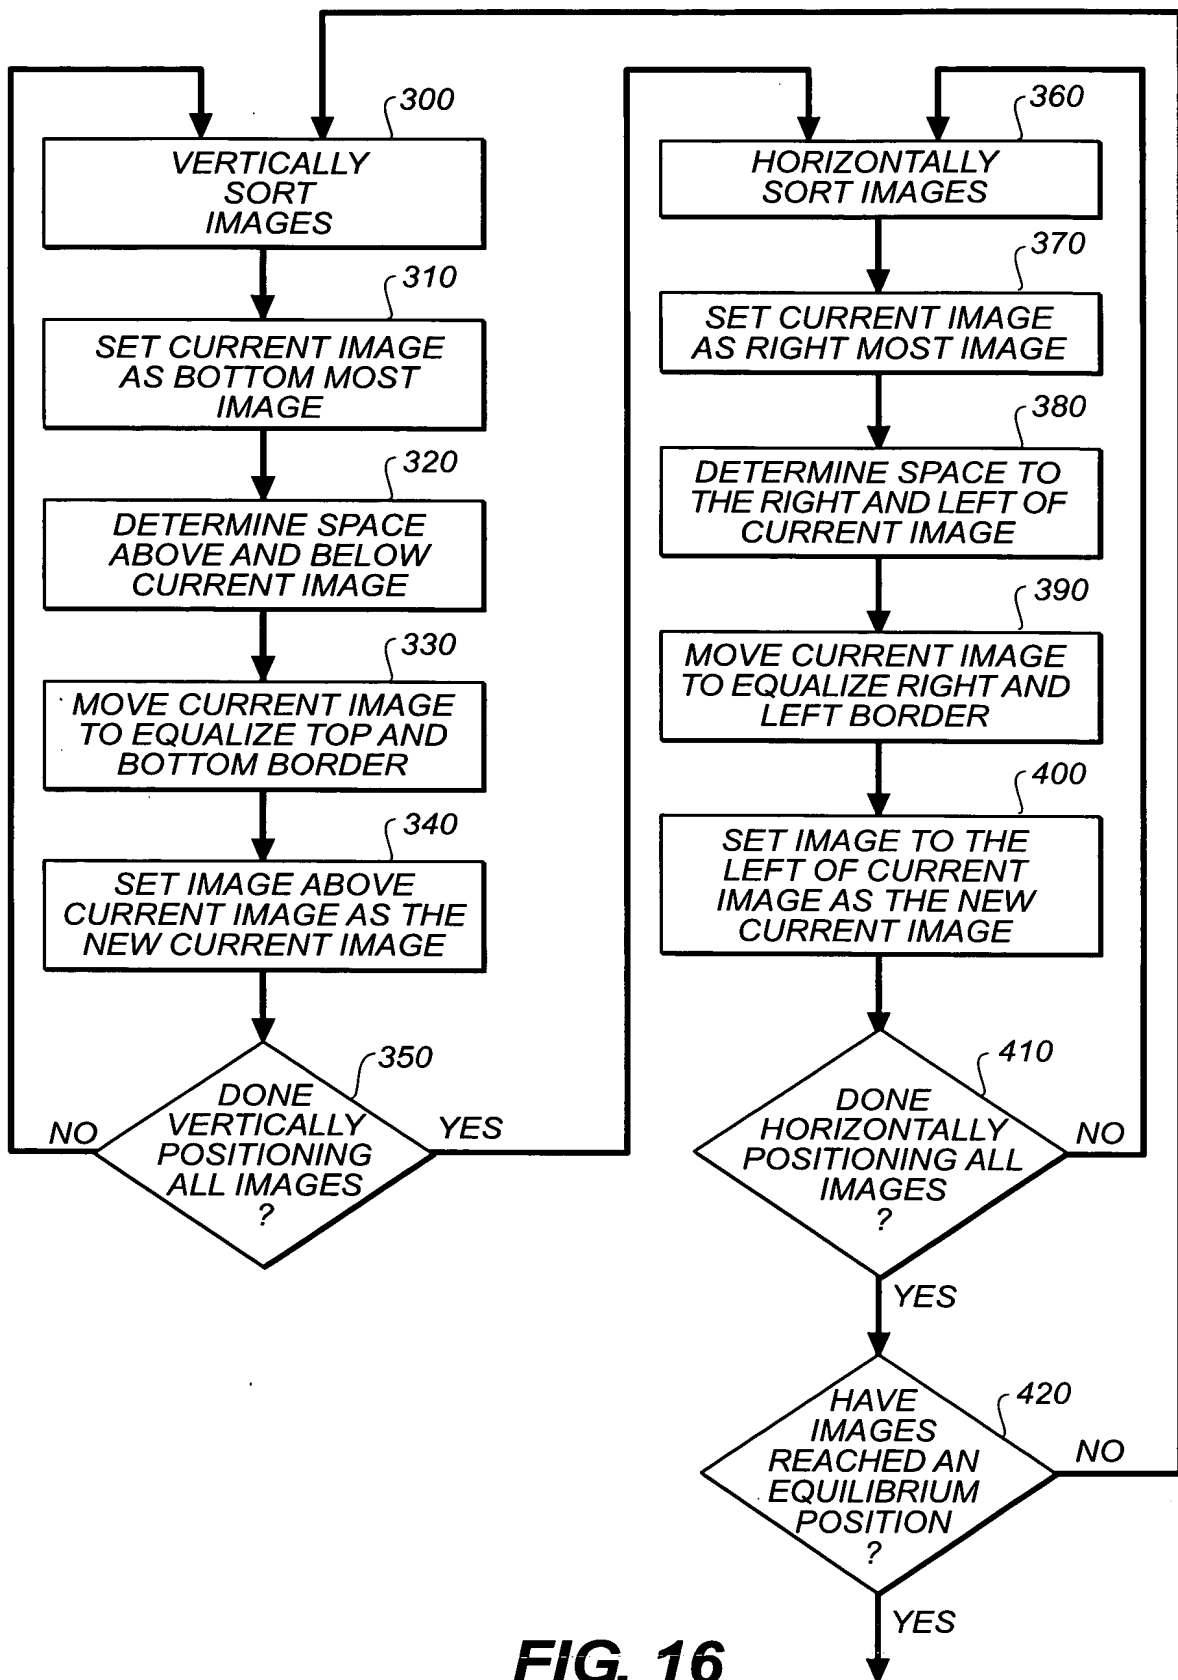 300
VERTICALLY
SORT
IMAGES
310
SET CURRENT IMAGE
AS BOTTOM MOST
IMAGE
320
DETERMINE SPACE
ABOVE AND BELOW
CURRENT IMAGE
330
MOVE CURRENT IMAGE
TO EQUALIZE TOP AND
BOTTOM BORDER
340
SET IMAGE ABOVE
CURRENT IMAGE AS THE
NEW CURRENT IMAGE
350
DONE
VERTICALLY
POSITIONING
ALL IMAGES
?
NO
YES
360
HORIZONTALLY
SORT IMAGES
370
SET CURRENT IMAGE
AS RIGHT MOST IMAGE
380
DETERMINE SPACE TO
THE RIGHT AND LEFT OF
CURRENT IMAGE
390
MOVE CURRENT IMAGE
TO EQUALIZE RIGHT AND
LEFT BORDER
400
SET IMAGE TO THE
LEFT OF CURRENT
IMAGE AS THE NEW
CURRENT IMAGE
410
DONE
HORIZONTALLY
POSITIONING ALL
IMAGES
?
NO
YES
420
HAVE
IMAGES
REACHED AN
EQUILIBRIUM
POSITION
?
NO
YES
FIG. 16